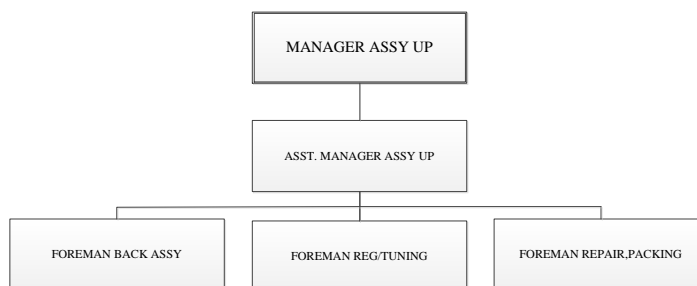 MANAGER ASSY UP
ASST. MANAGER ASSY UP
FOREMAN BACK ASSY
FOREMAN REG/TUNING
FOREMAN REPAIR,PACKING